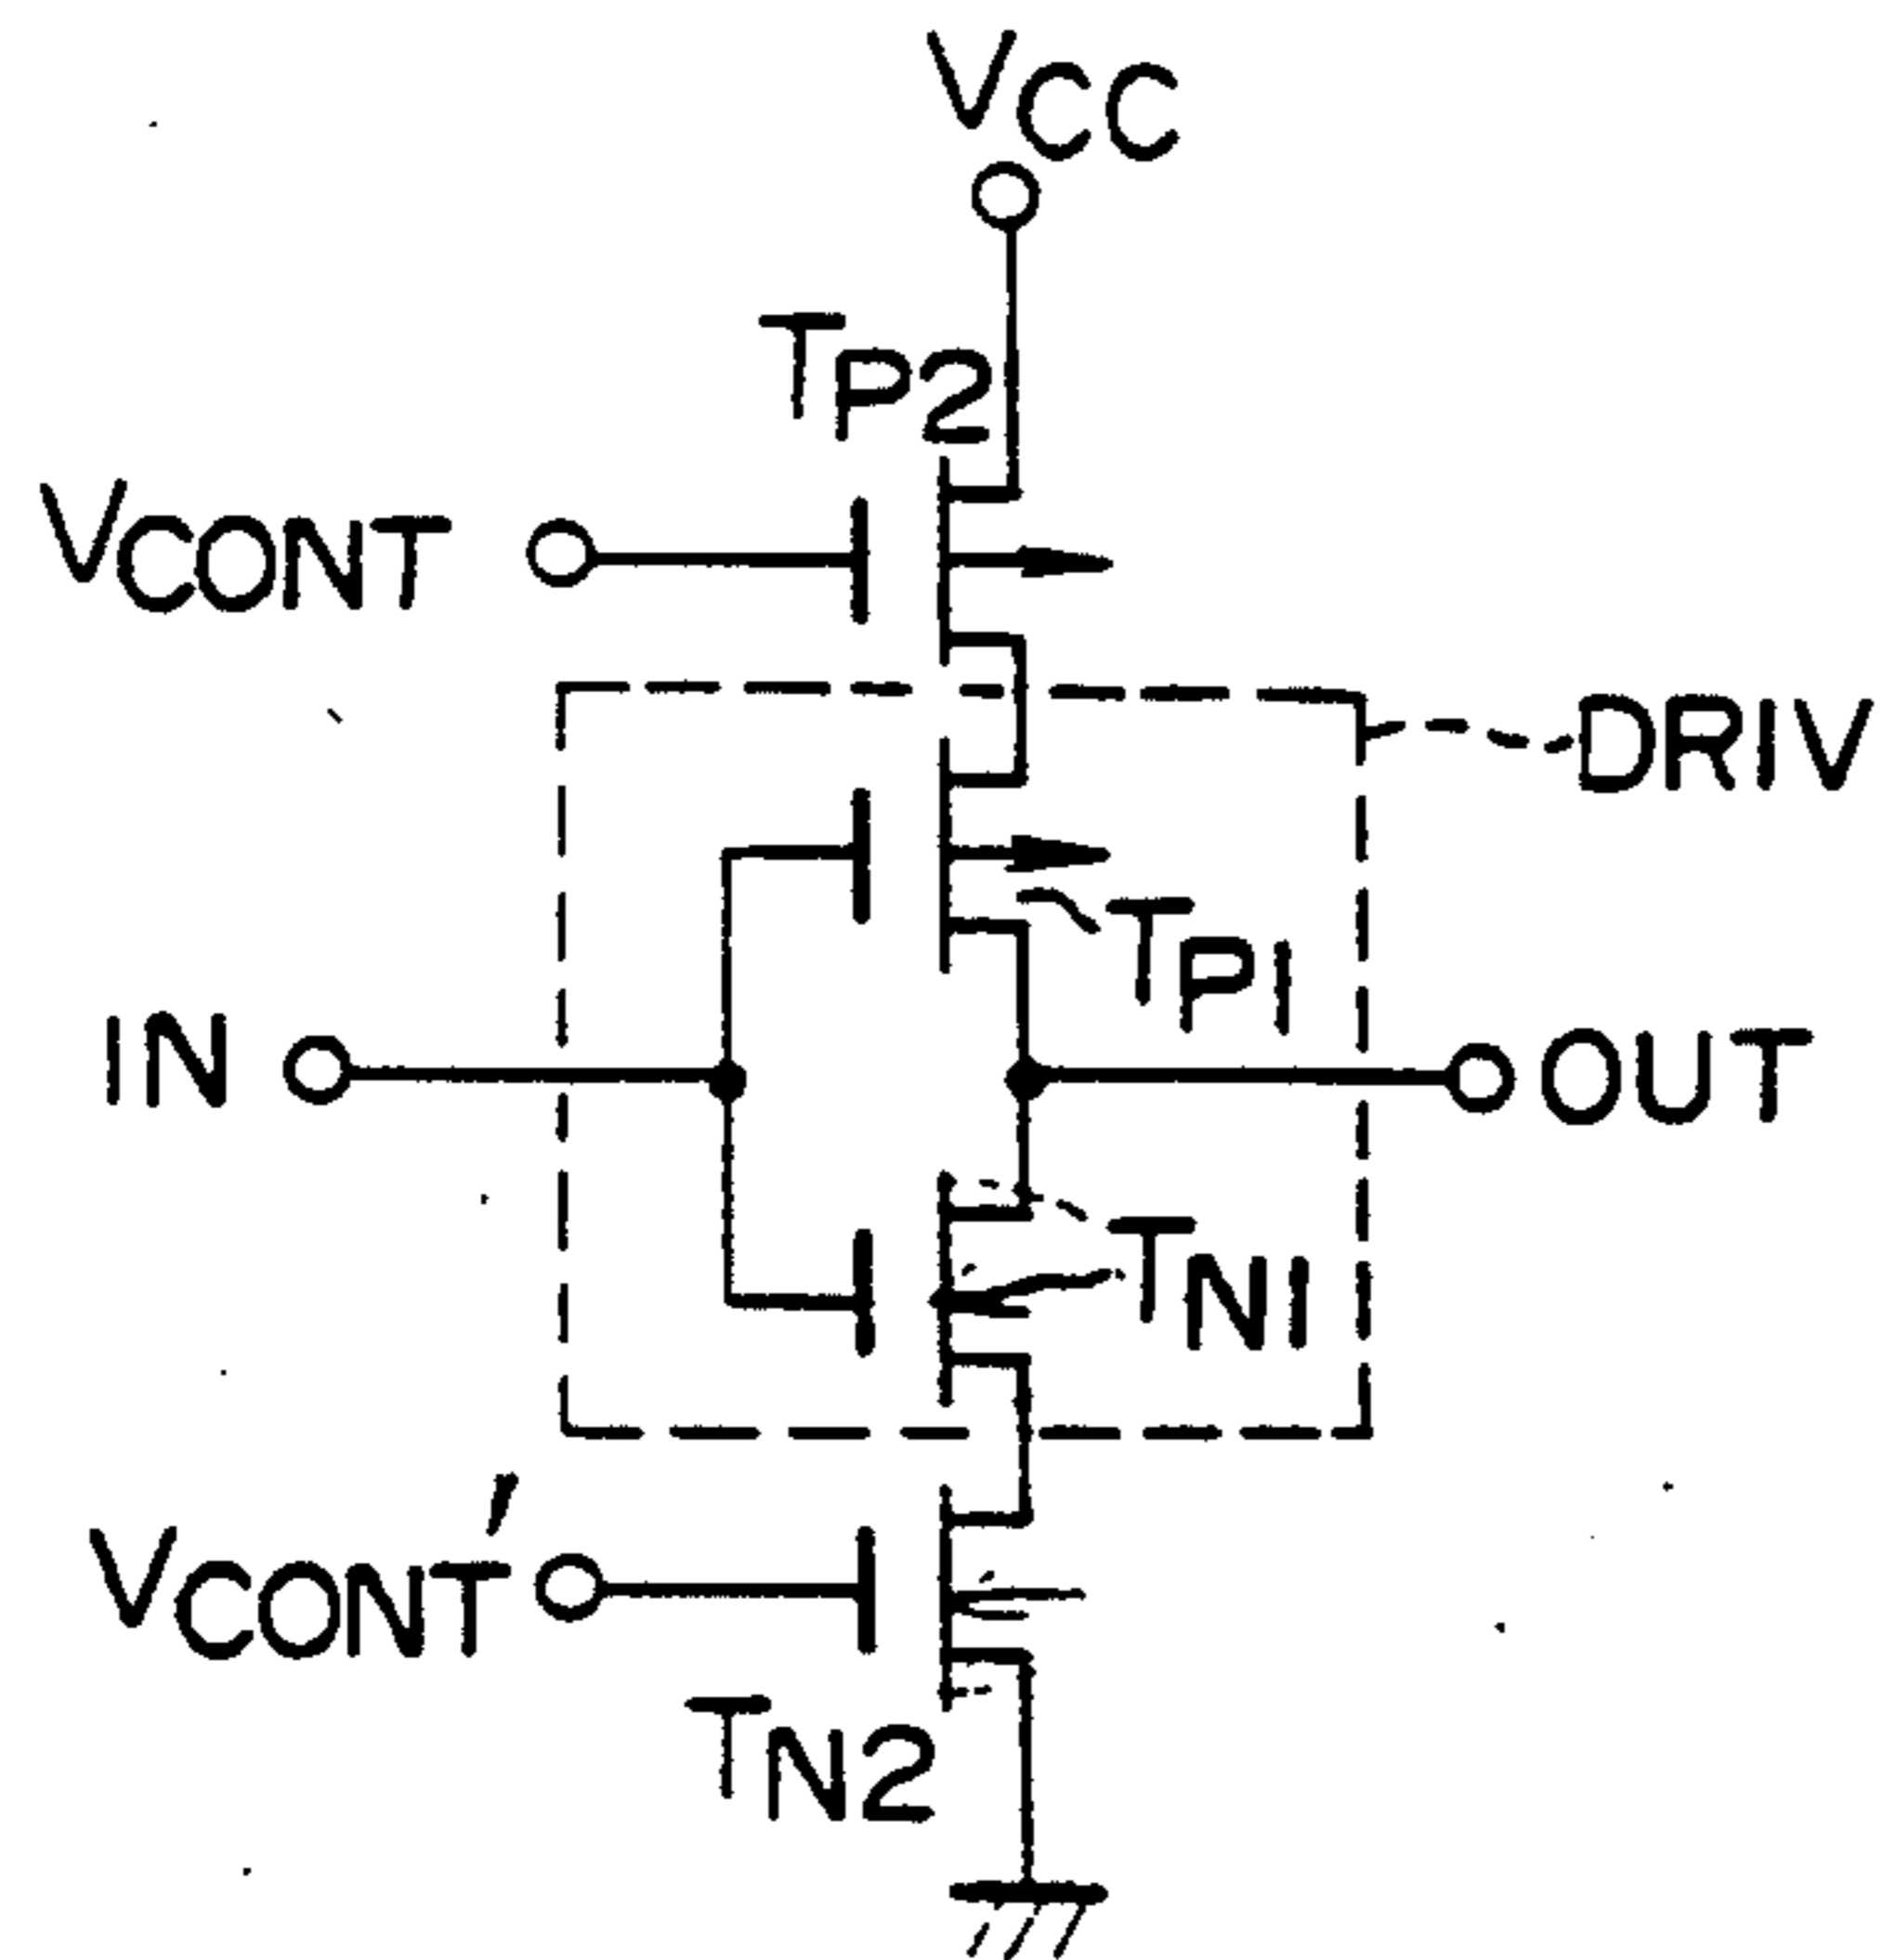 VCC
TP2
VCONT
DRIV
TP1
IN
OUT
TN1
VCONT'
TN2